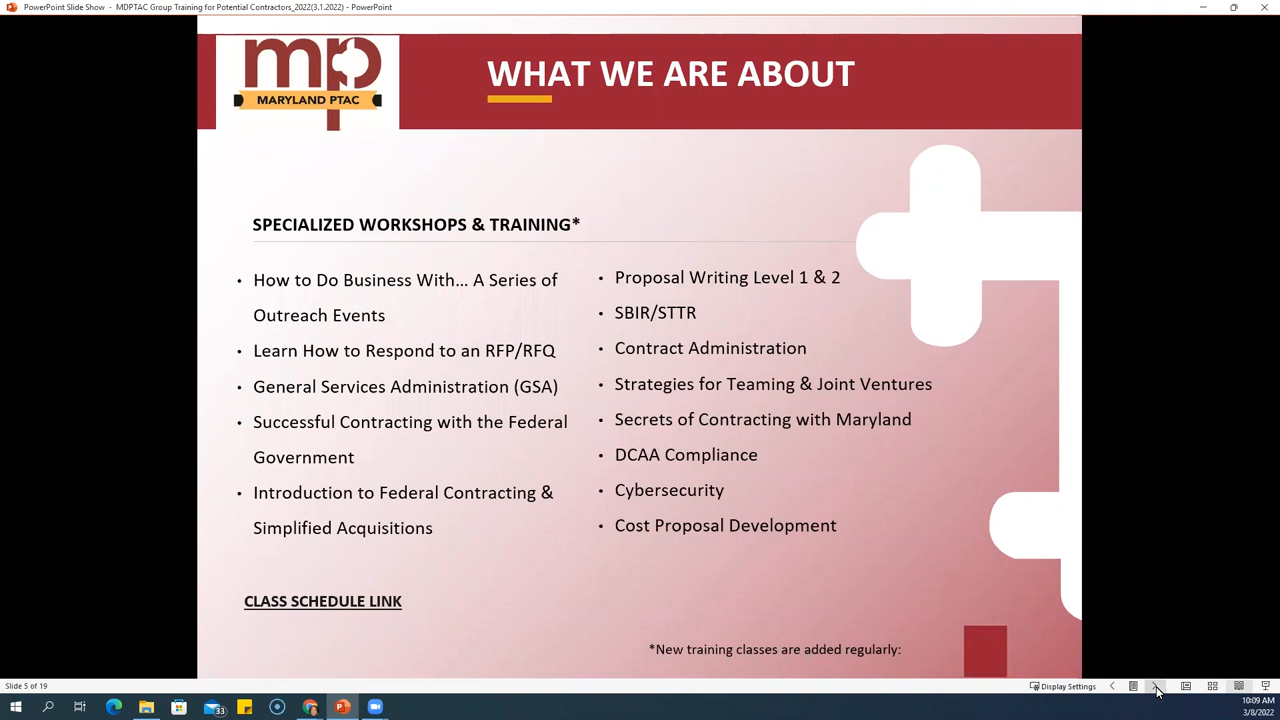 PowerPoint Slide Show - MDPTAC Group Training for Potential Contractors_2022(3.1.2022) - PowerPoint
mp
MARYLAND PTAC
WHAT WE ARE ABOUT
SPECIALIZED WORKSHOPS & TRAINING*
• How to Do Business With... A Series of
Outreach Events
• Learn How to Respond to an RFP/RFQ
• General Services Administration (GSA)
• Successful Contracting with the Federal
Government
• Introduction to Federal Contracting &
Simplified Acquisitions
• Proposal Writing Level 1 & 2
• SBIR/STTR
• Contract Administration
• Strategies for Teaming & Joint Ventures
• Secrets of Contracting with Maryland
• DCAA Compliance
• Cybersecurity
• Cost Proposal Development
CLASS SCHEDULE LINK
*New training classes are added regularly:
Slide 5 of 19
Display Settings
33
10:09 AM
3/8/2022